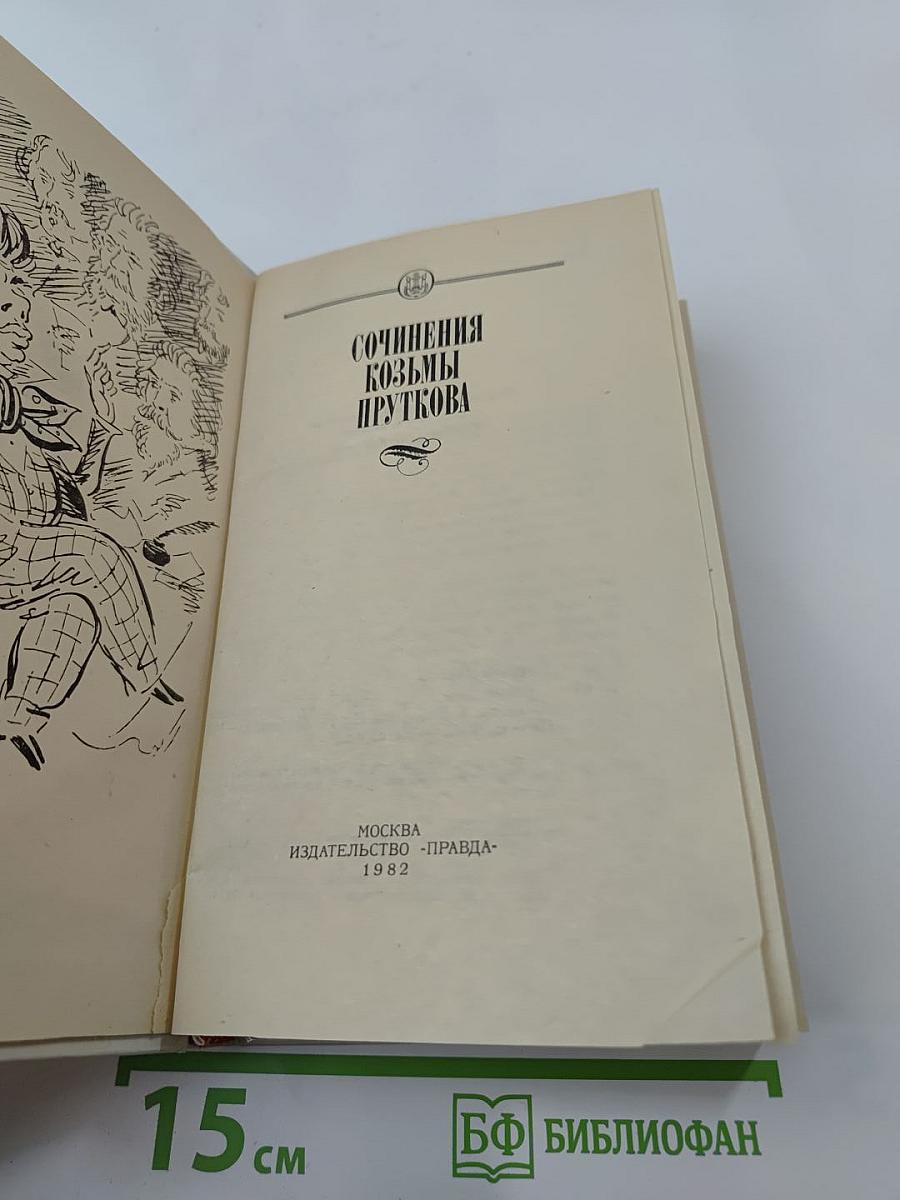 СОЧИНЕНИЯ
КОЗЬМЫ
ПРУТКОВА
МОСКВА
ИЗДАТЕЛЬСТВО «ПРАВДА»
1982
15 см
БФ БИБЛИОФАН